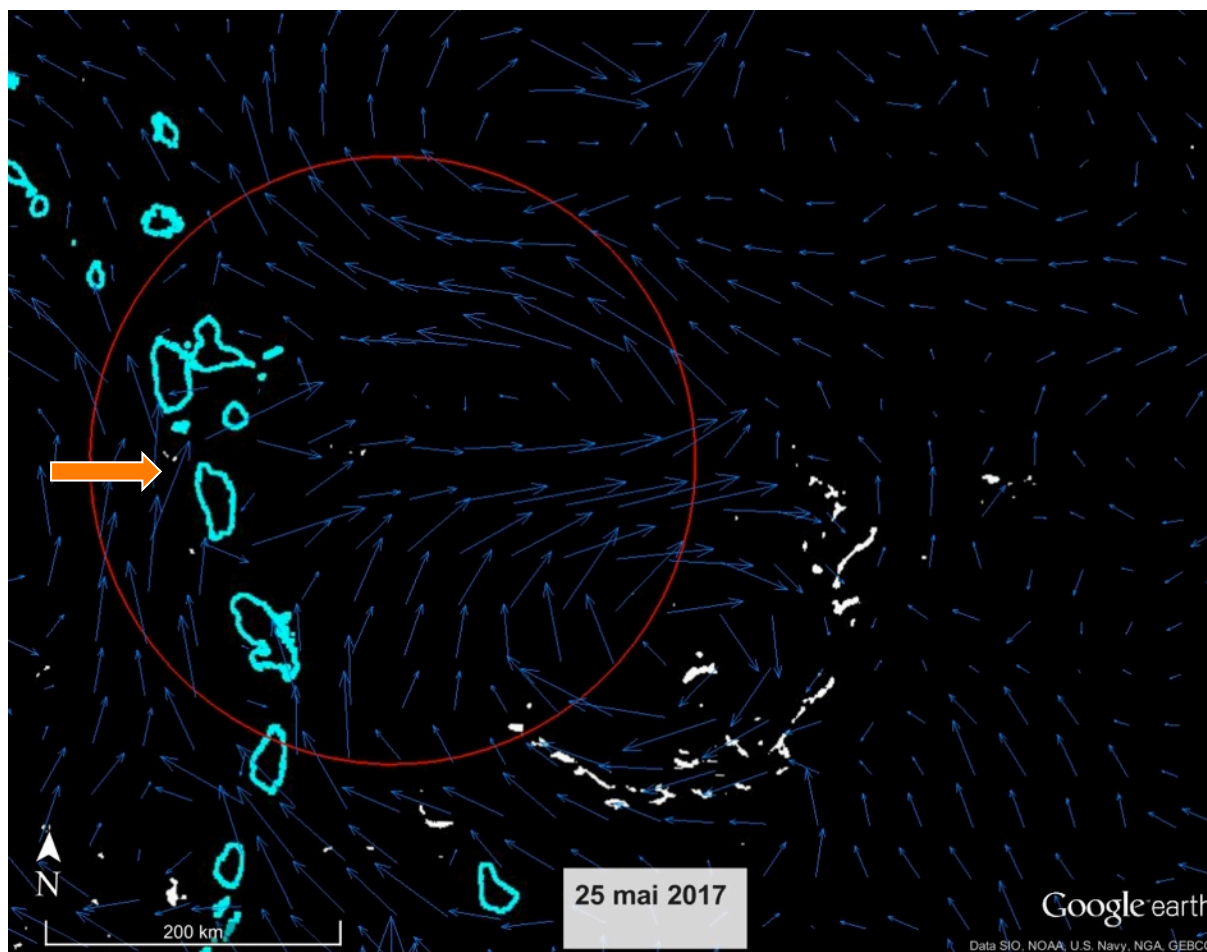 25 mai 2017
N
200 km
Google earth
Data SIO, NOAA, U.S. Navy, NGA, GEBCO